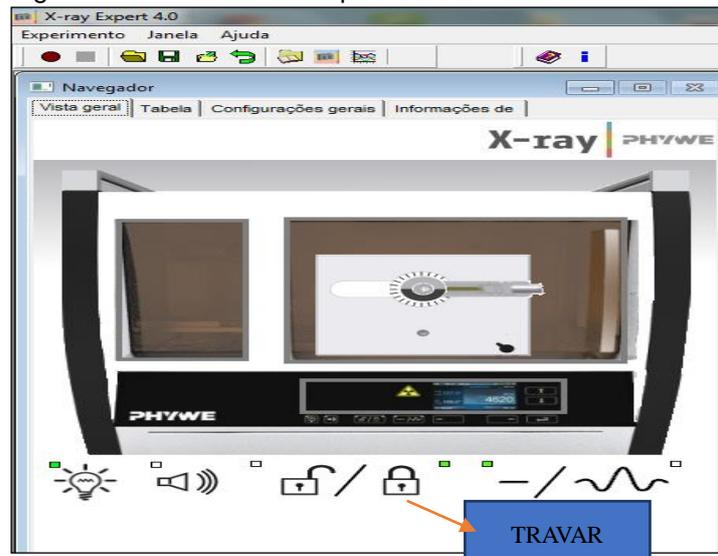 X-ray Expert 4.0
Experimento Janela Ajuda
Navegador
Vista geral Tabela Configurações gerais Informações de
X-ray PHYWE
4620
PHYWE
TRAVAR